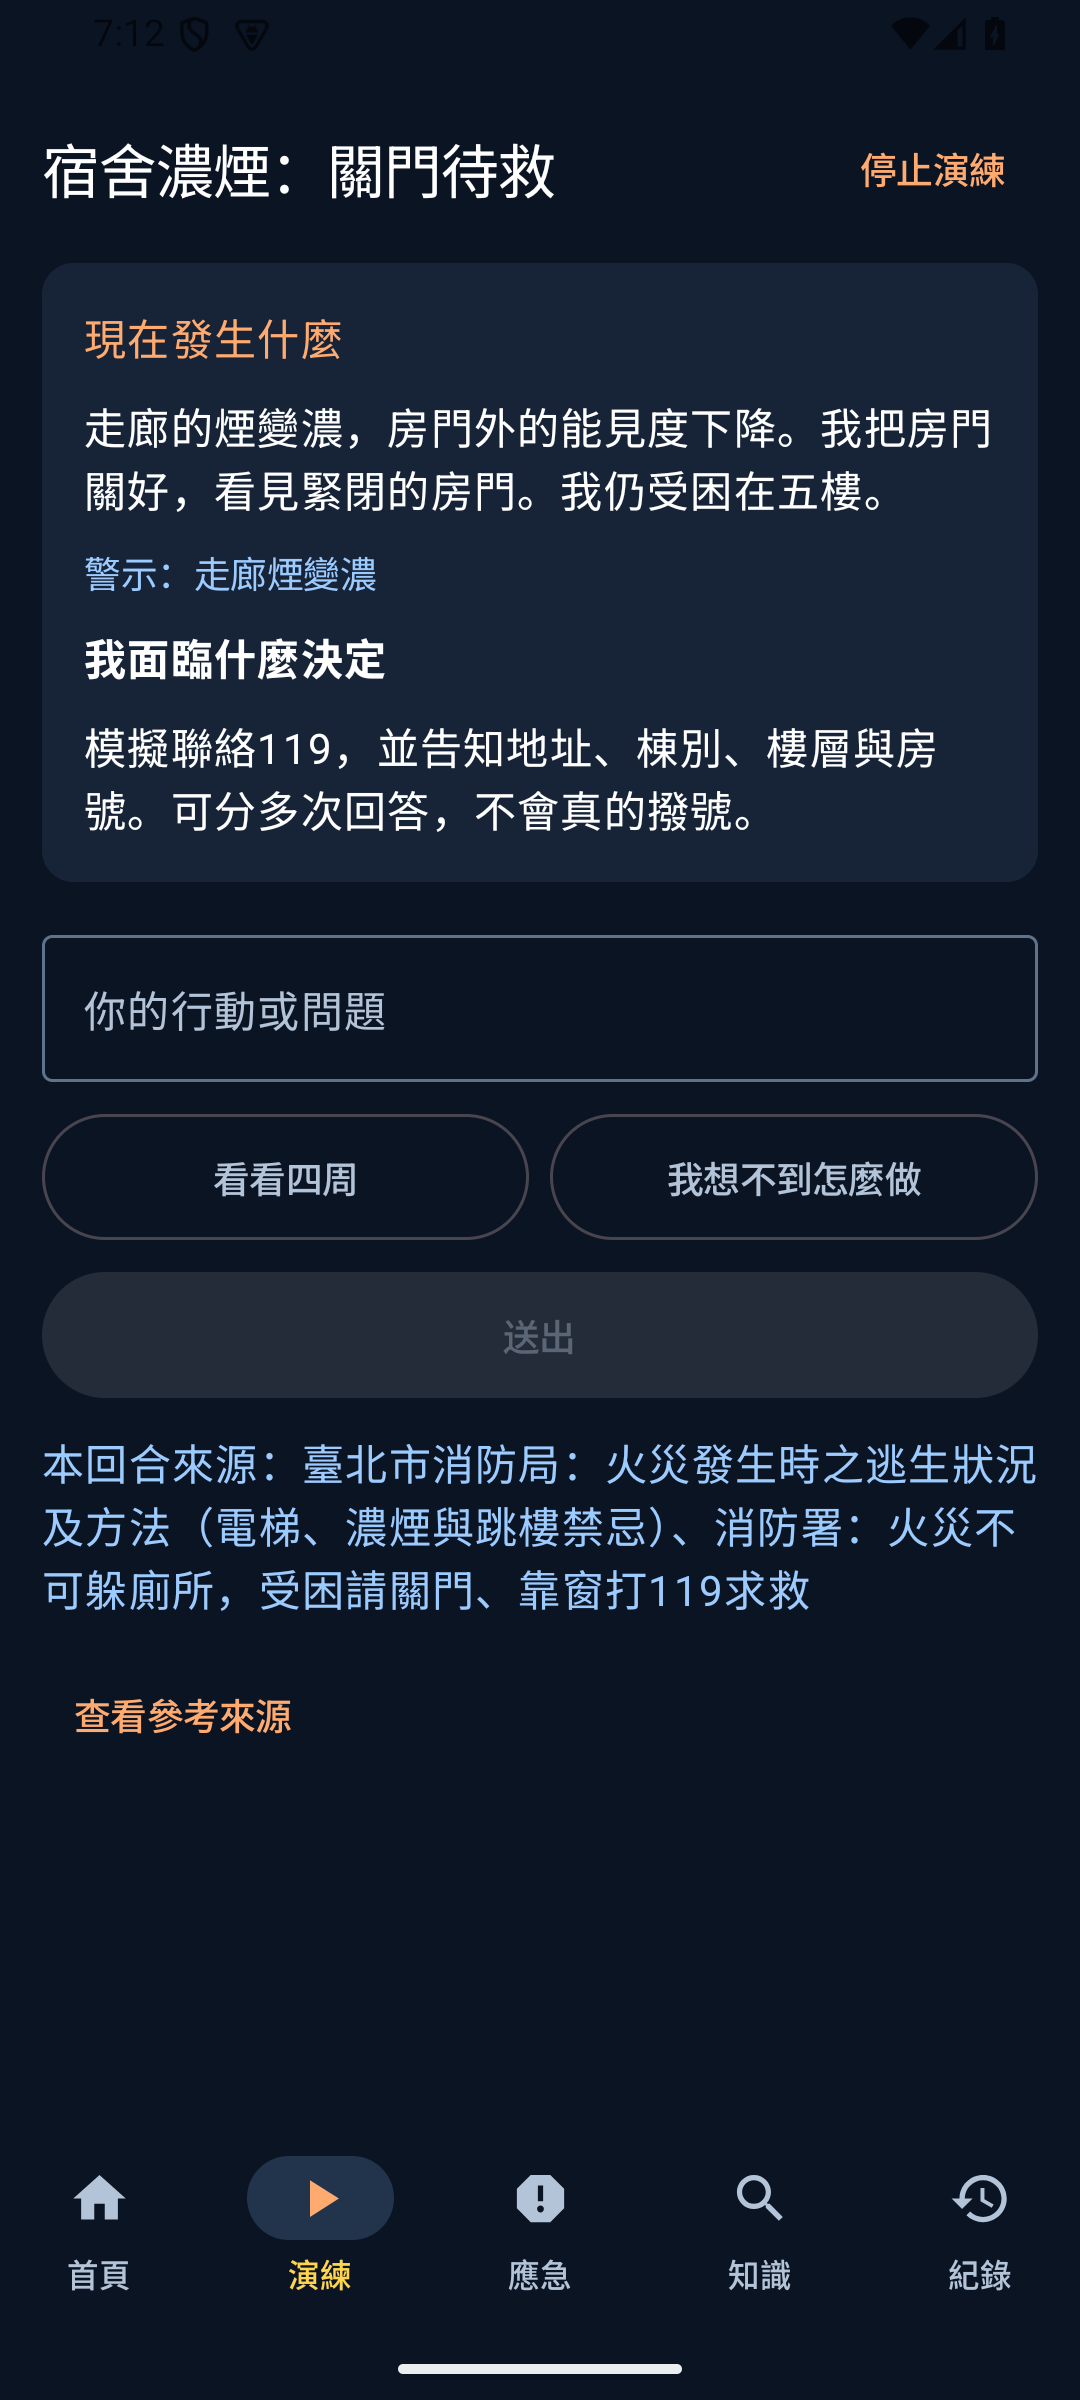 7:12
宿舍濃煙：關門待救
停止演練
現在發生什麼
走廊的煙變濃，房門外的能見度下降。我把房門
關好，看見緊閉的房門。我仍受困在五樓。
警示：走廊煙變濃
我面臨什麼決定
模擬聯絡119，並告知地址、棟別、樓層與房
號。可分多次回答，不會真的撥號。
你的行動或問題
看看四周
我想不到怎麼做
送出
本回合來源：臺北市消防局：火災發生時之逃生狀況
及方法（電梯、濃煙與跳樓禁忌）、消防署：火災不
可躲廁所，受困請關門、靠窗打119求救
查看參考來源
首頁
演練
應急
知識
紀錄